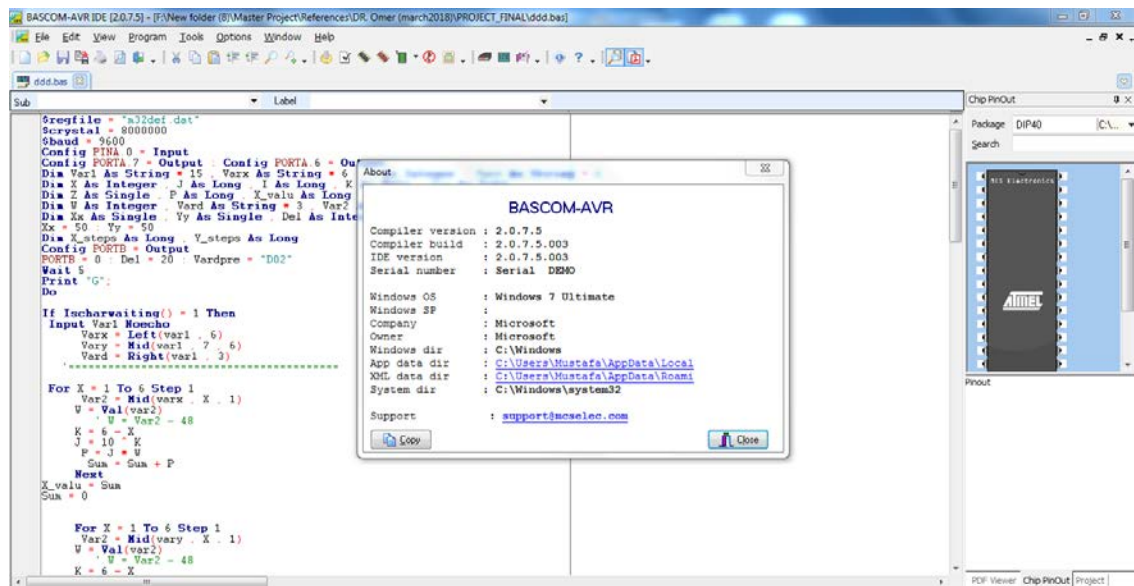 BASCOM-AVR IDE [2.0.7.5] - [F:\New folder (8)\Master Project\References\DR. Omer (march2018)\PROJECT_FINAL\ddd.bas]
File Edit View Program Tools Options Window Help
ddd.bas
Sub Label
$regfile = "m32def.dat"
$crystal = 8000000
$baud = 9600
Config PINA.0 = Input
Config PORTA.7 = Output : Config PORTA.6 = Ou
Dim Var1 As String * 15 , Varx As String * 6
Dim X As Integer , J As Long , I As Long , K
Dim Z As Single , P As Long , X_valu As Long
Dim W As Integer , Vard As String * 3 , Var2
Dim Xx As Single , Yy As Single , Del As Inte
Xx = 50 : Yy = 50
Dim X_steps As Long , Y_steps As Long
Config PORTB = Output
PORTB = 0 : Del = 20 : Vardpre = "D02"
Wait 5
Print "G";
Do
If Ischarwaiting() = 1 Then
Input Var1 Noecho
Varx = Left(var1 , 6)
Vary = Mid(var1 , 7 , 6)
Vard = Right(var1 , 3)
For X = 1 To 6 Step 1
Var2 = Mid(varx , X , 1)
W = Val(var2)
' W = Var2 - 48
K = 6 - X
J = 10 ^ K
P = J * W
Sum = Sum + P
Next
X_valu = Sum
Sum = 0
For X = 1 To 6 Step 1
Var2 = Mid(vary , X , 1)
W = Val(var2)
' W = Var2 - 48
K = 6 - X
About
BASCOM-AVR
Compiler version : 2.0.7.5
Compiler build : 2.0.7.5.003
IDE version : 2.0.7.5.003
Serial number : Serial DEMO
Windows OS : Windows 7 Ultimate
Windows SP :
Company : Microsoft
Owner : Microsoft
Windows dir : C:\Windows
App data dir : C:\Users\Mustafa\AppData\Local
XML data dir : C:\Users\Mustafa\AppData\Roami
System dir : C:\Windows\system32
Support : support@mcselec.com
Copy Close
Chip PinOut
Package DIP40 C:\...
Search
MCS Electronics
ATMEL
Pinout
PDF Viewer Chip PinOut Project